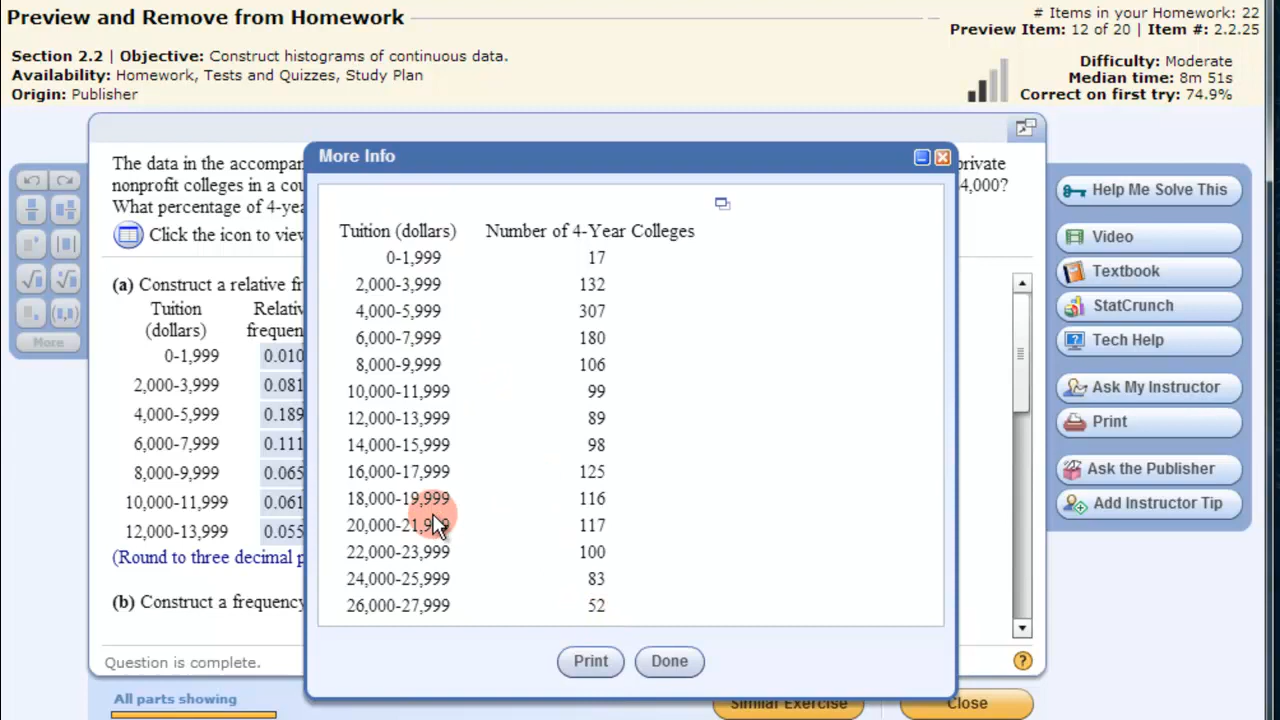 Preview and Remove from Homework
# Items in your Homework: 22
Preview Item: 12 of 20 | Item #: 2.2.25
Section 2.2 | Objective: Construct histograms of continuous data.
Availability: Homework, Tests and Quizzes, Study Plan
Origin: Publisher
Difficulty: Moderate
Median time: 8m 51s
Correct on first try: 74.9%
The data in the private
nonprofit colleges in a 4,000?
What percentage of
Click the icon to
(a) Construct a relative
Tuition
(dollars)
0-1,999 0.010
2,000-3,999 0.081
4,000-5,999 0.189
6,000-7,999 0.111
8,000-9,999 0.065
10,000-11,999 0.061
12,000-13,999 0.055
(Round to three decimal
(b) Construct a frequency
Question is complete.
All parts showing
More
More Info
Tuition (dollars) Number of 4-Year Colleges
0-1,999 17
2,000-3,999 132
4,000-5,999 307
6,000-7,999 180
8,000-9,999 106
10,000-11,999 99
12,000-13,999 89
14,000-15,999 98
16,000-17,999 125
18,000-19,999 116
20,000-21,999 117
22,000-23,999 100
24,000-25,999 83
26,000-27,999 52
Print Done
Help Me Solve This
Video
Textbook
StatCrunch
Tech Help
Ask My Instructor
Print
Ask the Publisher
Add Instructor Tip
Similar Exercise Close